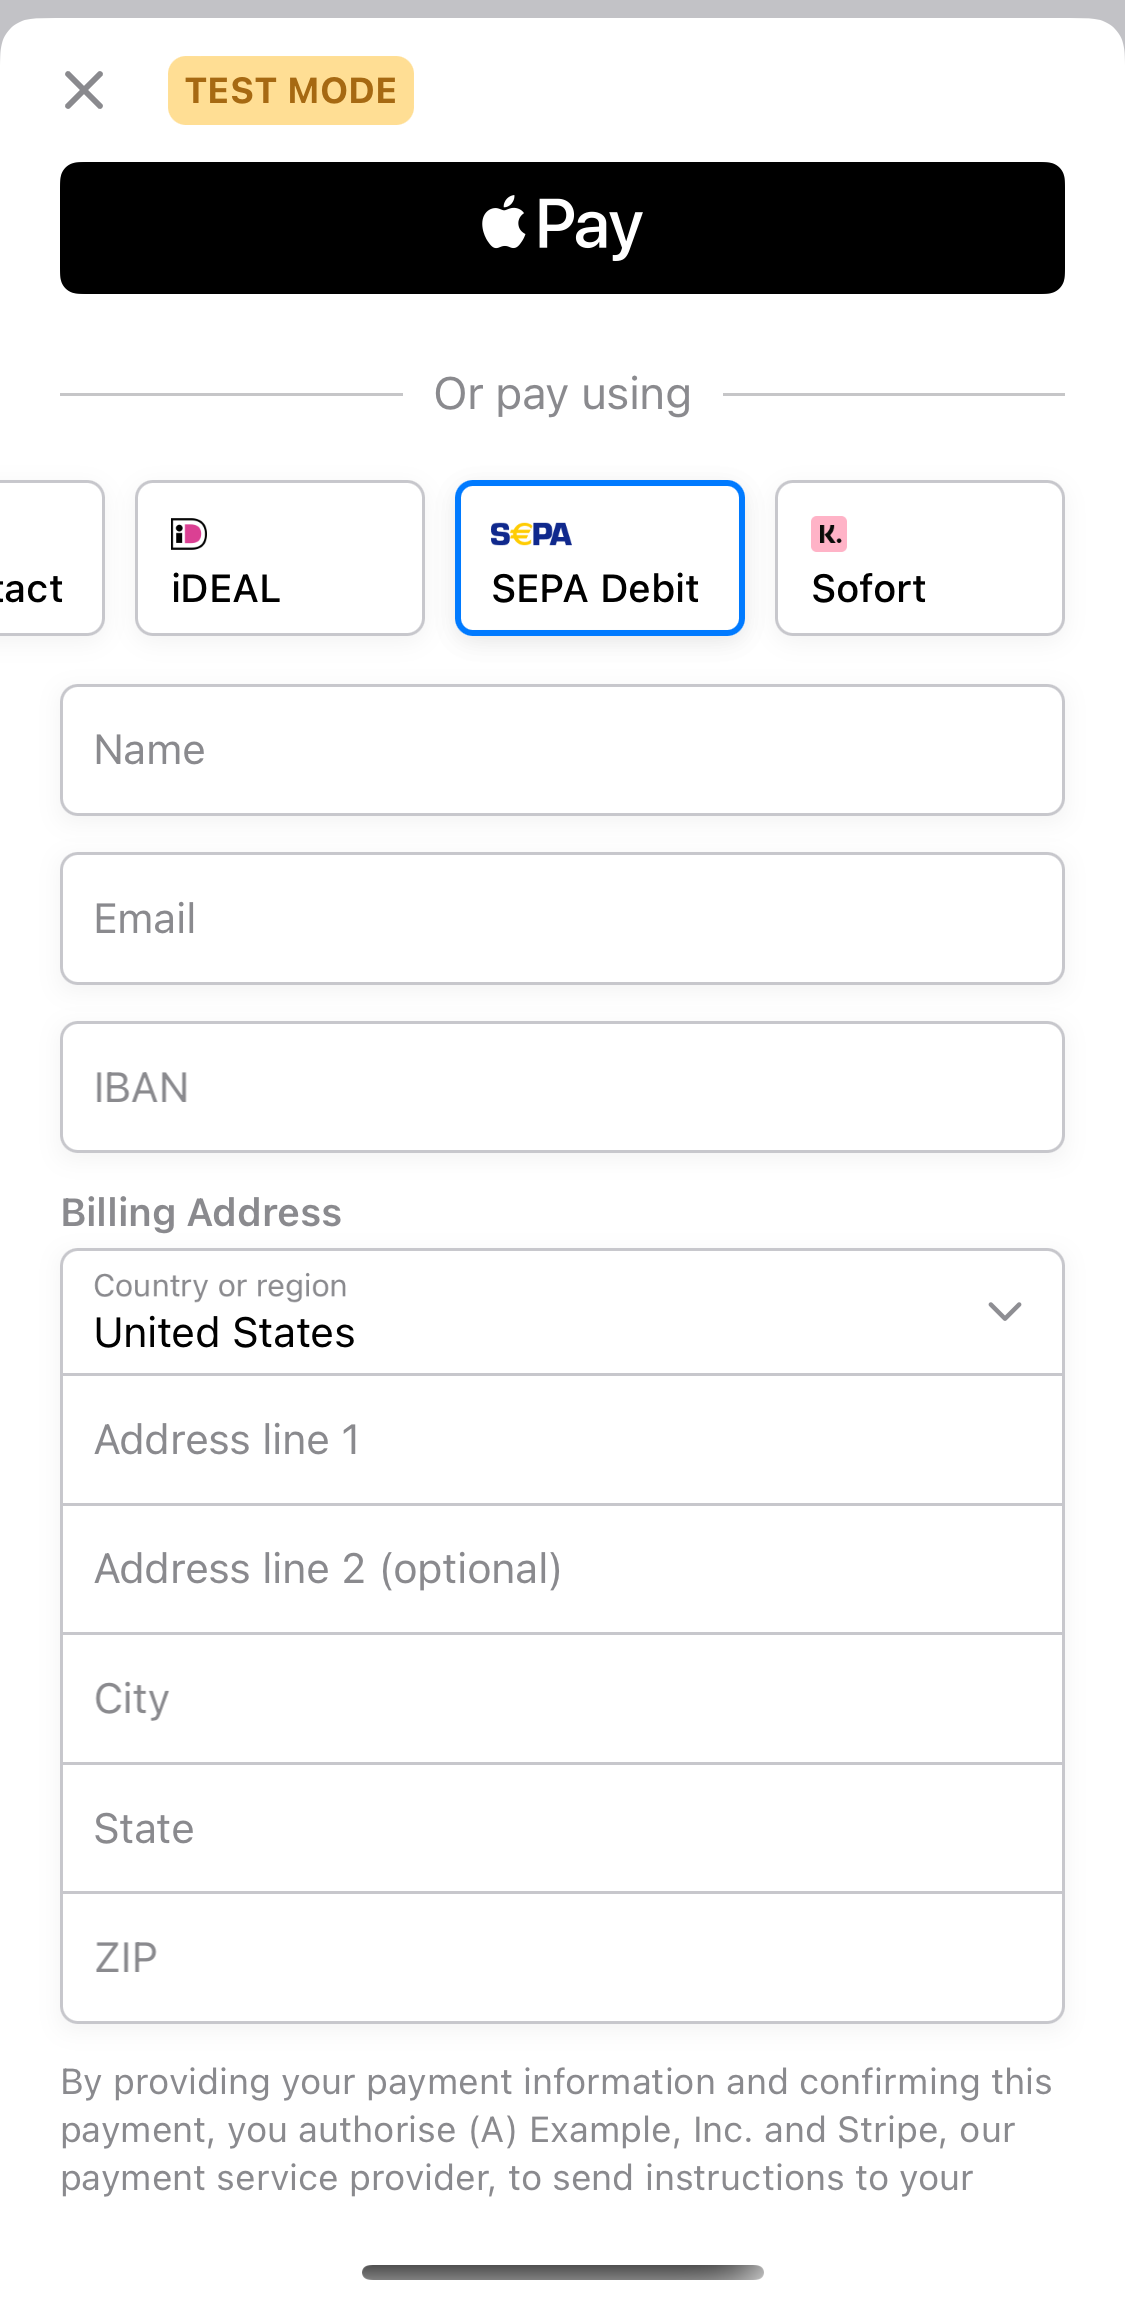 TEST MODE
Pay
Or pay using
tact
iDEAL
SEPA Debit
Sofort
iD
S€PA
K.
Name
Email
IBAN
Billing Address
Country or region
United States
Address line 1
Address line 2 (optional)
City
State
ZIP
By providing your payment information and confirming this
payment, you authorise (A) Example, Inc. and Stripe, our
payment service provider, to send instructions to your